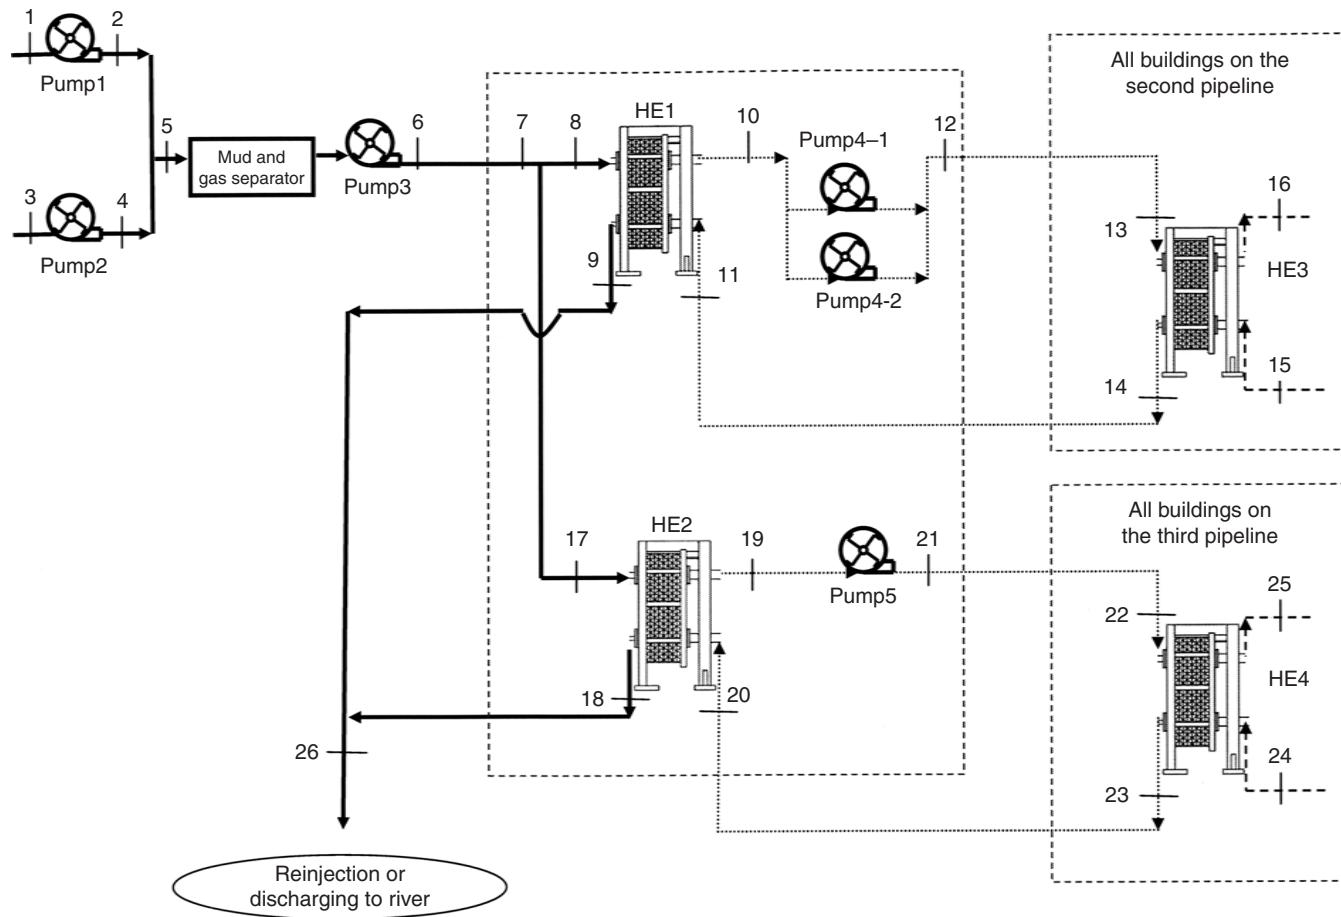 1
2
Pump1
5
Mud and
gas separator
3
4
Pump2
6
Pump3
7
8
HE1
10
Pump4–1
12
Pump4-2
9
11
All buildings on the
second pipeline
13
16
HE3
15
14
17
HE2
19
Pump5
21
18
20
All buildings on
the third pipeline
22
25
HE4
24
23
26
Reinjection or
discharging to river